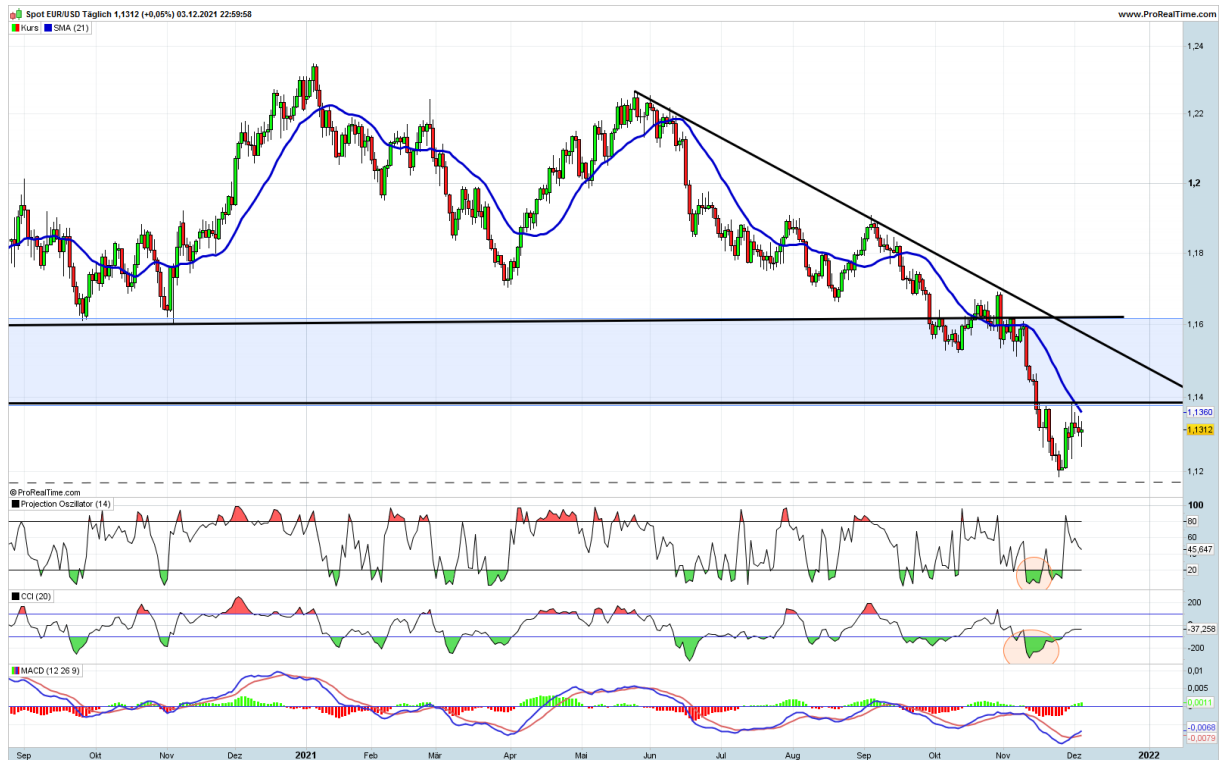 Spot EUR/USD Täglich 1,1312 (+0,05%) 03.12.2021 22:59:58
www.ProRealTime.com
Kurs SMA (21)
1,24
1,22
1,2
1,18
1,16
1,14
1,1360
1,1312
1,12
© ProRealTime.com
Projection Oszillator (14)
100
80
60
45,647
20
CCI (20)
200
0
-37,258
-200
MACD (12 26 9)
0,01
0,005
0,0011
-0,0068
-0,0079
Sep Okt Nov Dez 2021 Feb Mär Apr Mai Jun Jul Aug Sep Okt Nov Dez 2022